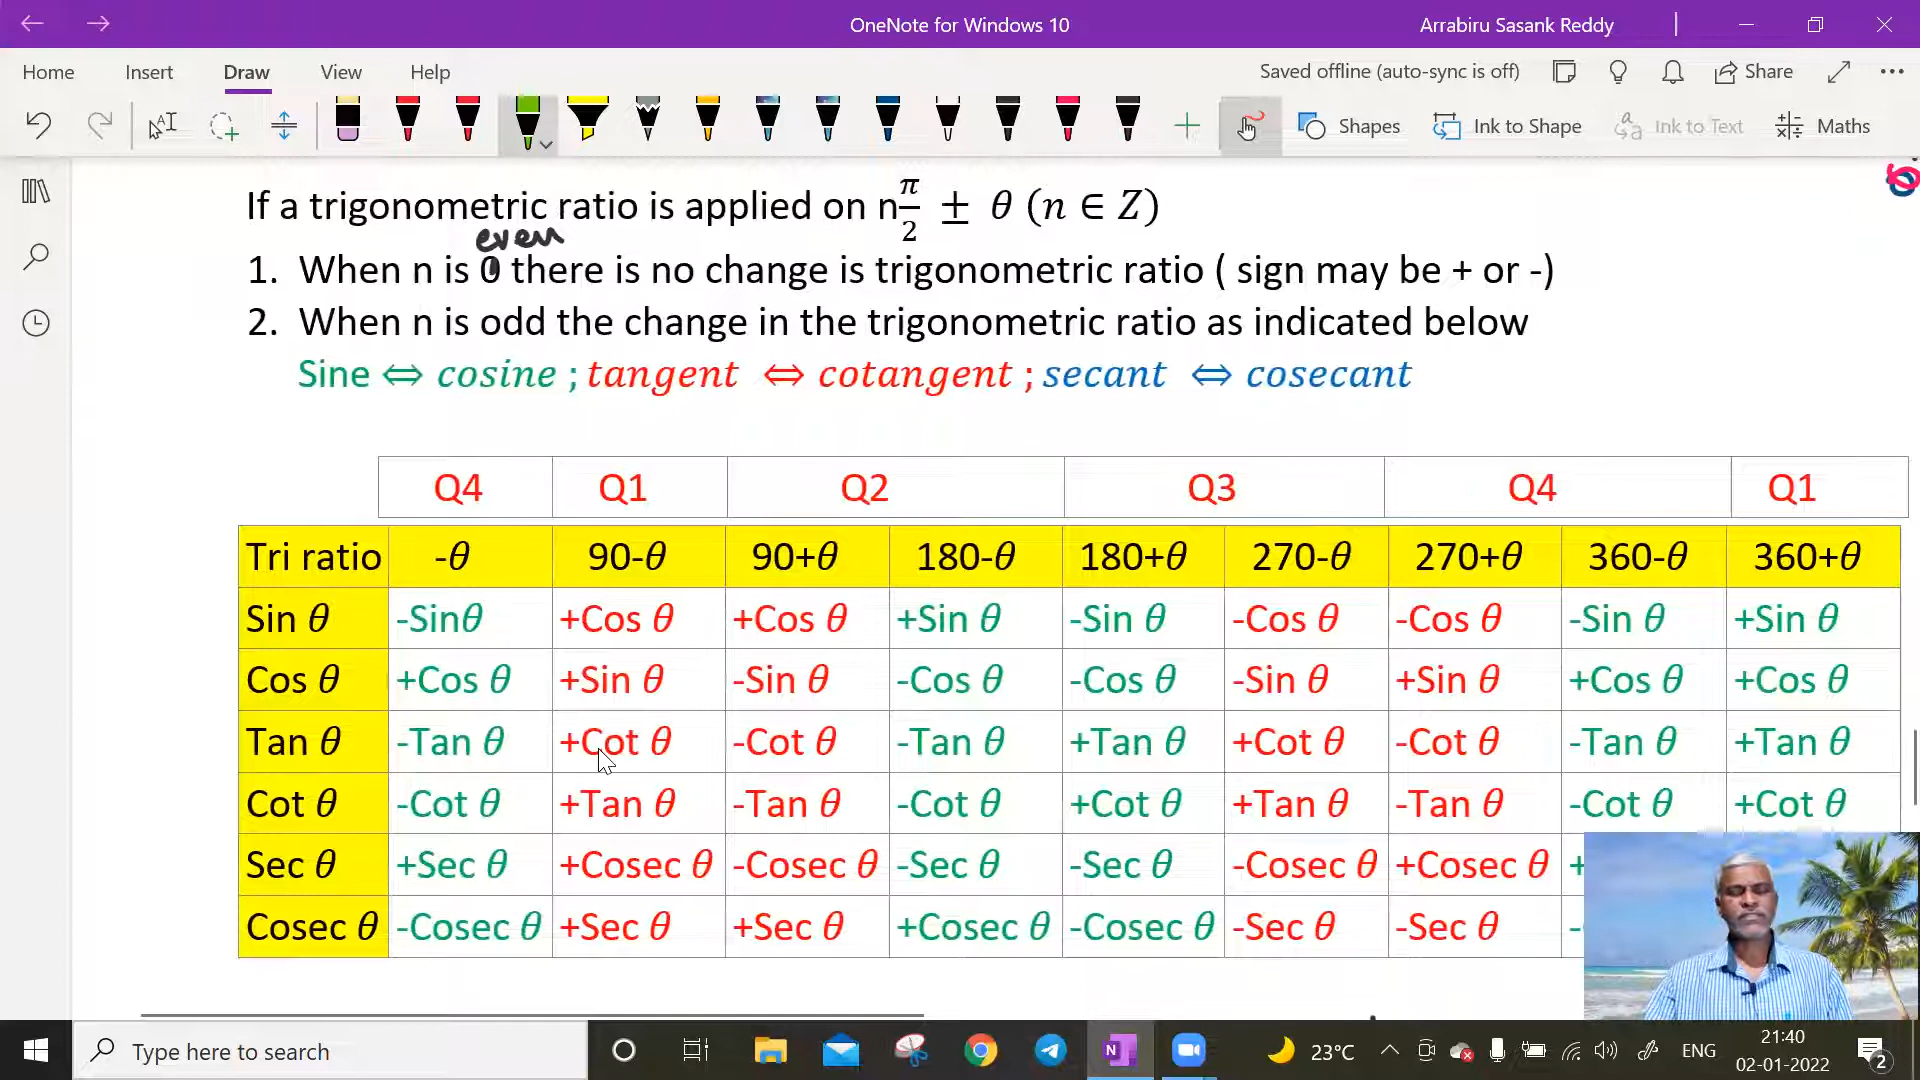 OneNote for Windows 10
Arrabiru Sasank Reddy
Home Insert Draw View Help
Saved offline (auto-sync is off) Share
Shapes Ink to Shape Ink to Text Maths
If a trigonometric ratio is applied on n π/2 ± θ (n ∈ Z)
even
1. When n is 0 there is no change is trigonometric ratio ( sign may be + or -)
2. When n is odd the change in the trigonometric ratio as indicated below
Sine ⇔ cosine ; tangent ⇔ cotangent ; secant ⇔ cosecant
Q4 Q1 Q2 Q3 Q4 Q1
Tri ratio -θ 90-θ 90+θ 180-θ 180+θ 270-θ 270+θ 360-θ 360+θ
Sin θ -Sinθ +Cos θ +Cos θ +Sin θ -Sin θ -Cos θ -Cos θ -Sin θ +Sin θ
Cos θ +Cos θ +Sin θ -Sin θ -Cos θ -Cos θ -Sin θ +Sin θ +Cos θ +Cos θ
Tan θ -Tan θ +Cot θ -Cot θ -Tan θ +Tan θ +Cot θ -Cot θ -Tan θ +Tan θ
Cot θ -Cot θ +Tan θ -Tan θ -Cot θ +Cot θ +Tan θ -Tan θ -Cot θ +Cot θ
Sec θ +Sec θ +Cosec θ -Cosec θ -Sec θ -Sec θ -Cosec θ +Cosec θ +
Cosec θ -Cosec θ +Sec θ +Sec θ +Cosec θ -Cosec θ -Sec θ -Sec θ -
Type here to search
23°C
ENG
21:40
02-01-2022
2